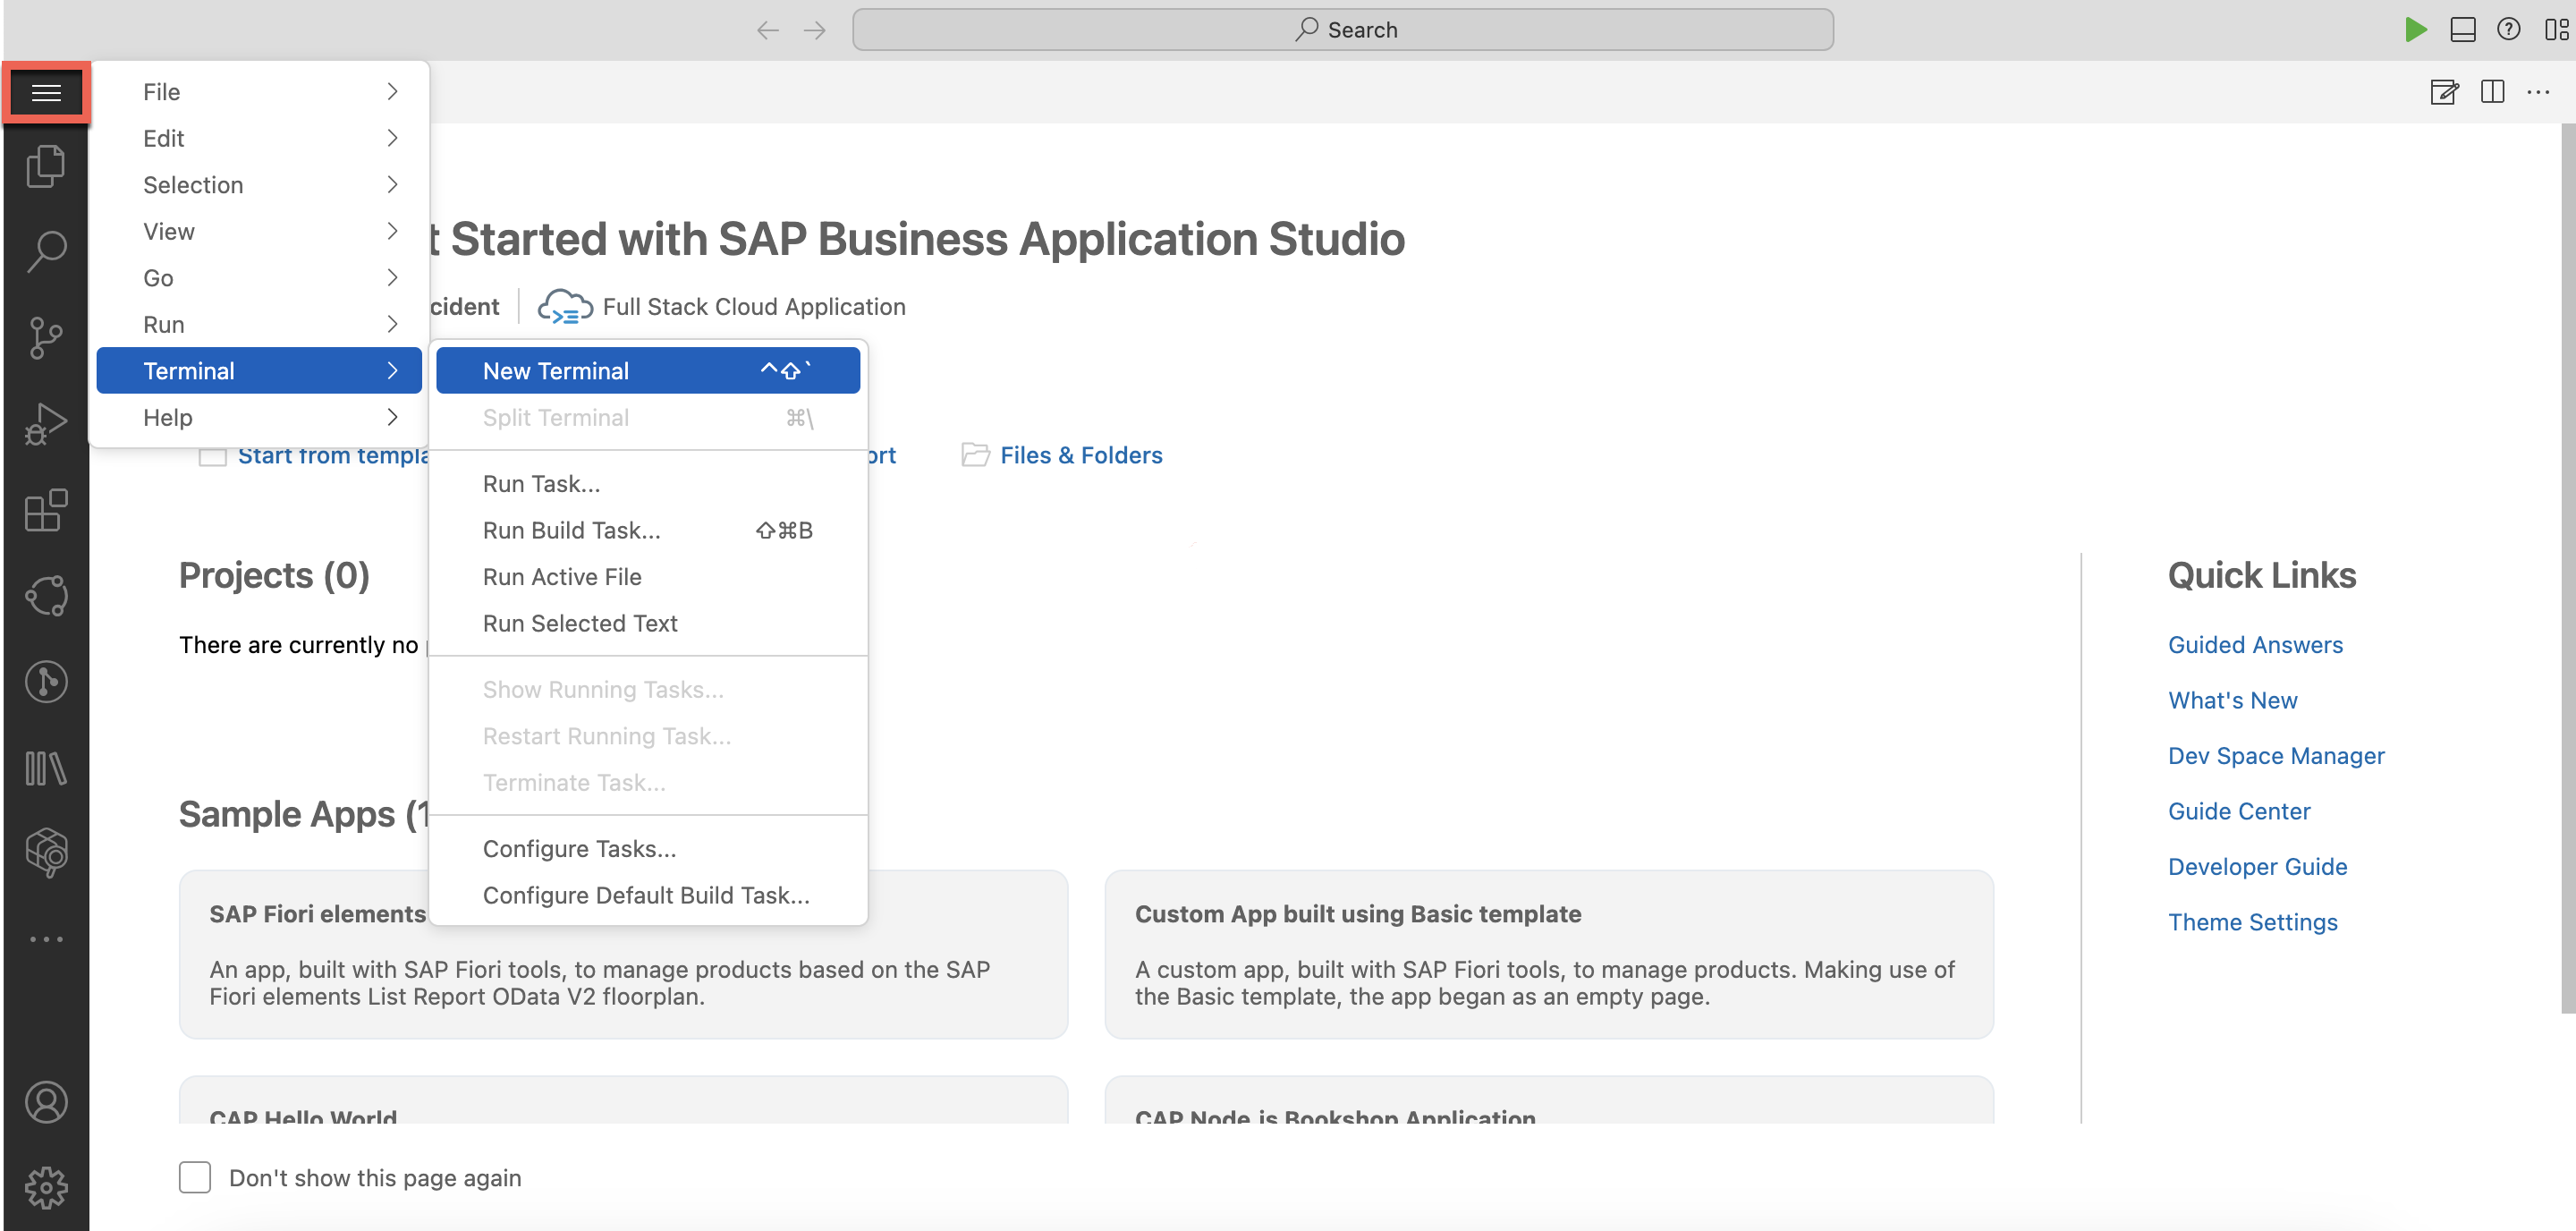 Search
File
Edit
Selection
View
Go
Run
Terminal
Help
New Terminal ⌃⇧`
Split Terminal ⌘\
Run Task...
Run Build Task... ⇧⌘B
Run Active File
Run Selected Text
Show Running Tasks...
Restart Running Task...
Terminate Task...
Configure Tasks...
Configure Default Build Task...
t Started with SAP Business Application Studio
cident
Full Stack Cloud Application
Start from templa
ort
Files & Folders
Projects (0)
There are currently no
Sample Apps (1
SAP Fiori elements
An app, built with SAP Fiori tools, to manage products based on the SAP
Fiori elements List Report OData V2 floorplan.
Custom App built using Basic template
A custom app, built with SAP Fiori tools, to manage products. Making use of
the Basic template, the app began as an empty page.
CAP Hello World
CAP Node.js Bookshop Application
Quick Links
Guided Answers
What's New
Dev Space Manager
Guide Center
Developer Guide
Theme Settings
Don't show this page again